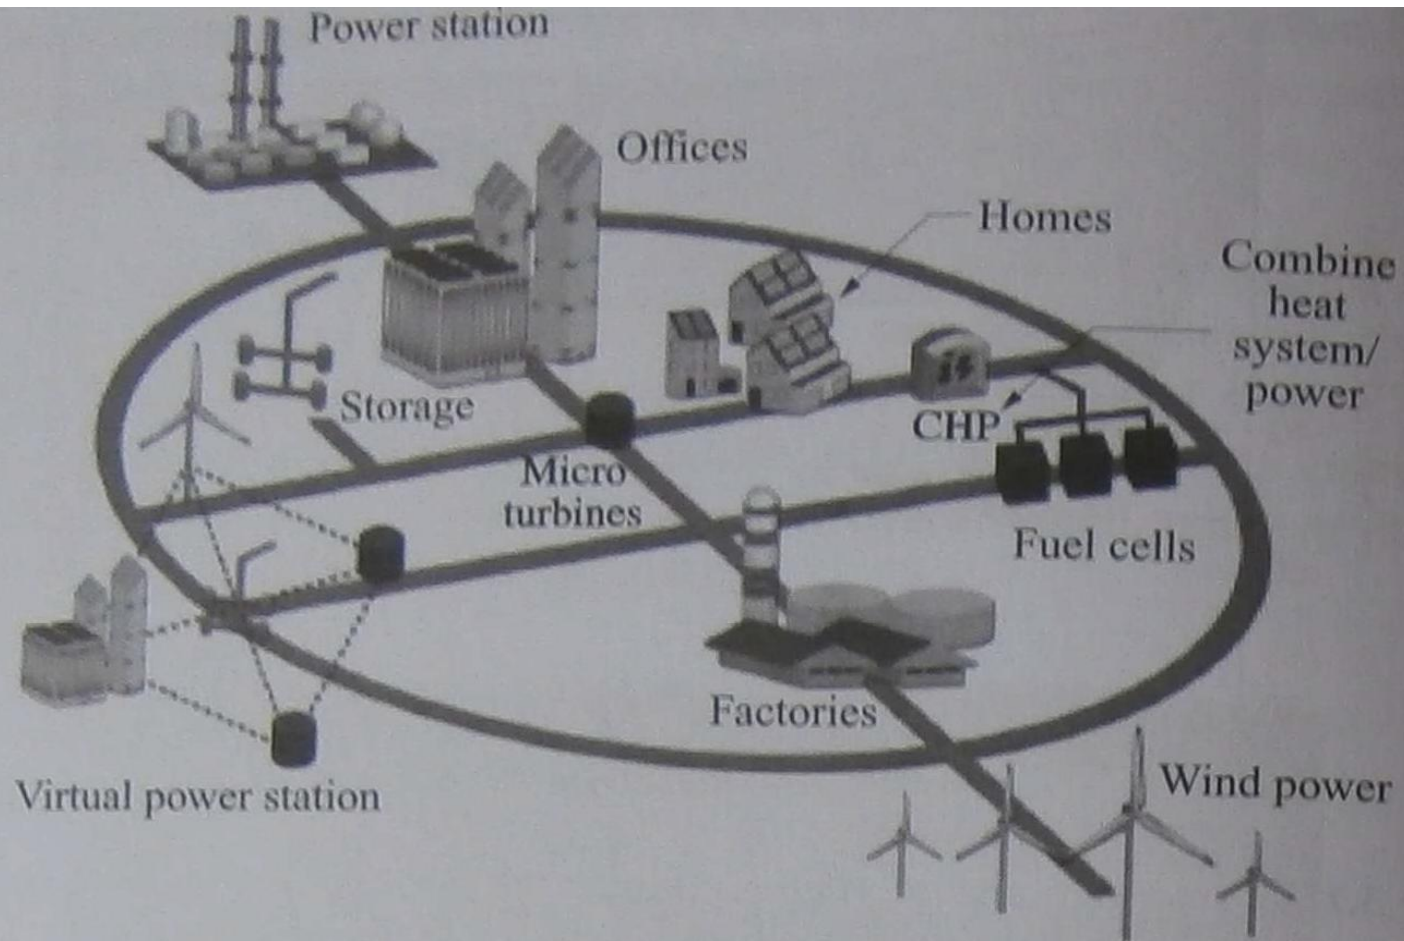 Power station
Offices
Homes
Combine
heat
system/
power
Storage
CHP
Micro
turbines
Fuel cells
Factories
Wind power
Virtual power station